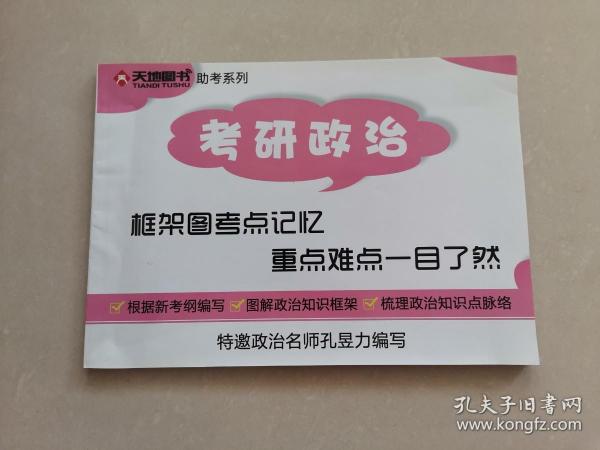 天地图书 助考系列
TIANDI TUSHU
考研政治
框架图考点记忆
重点难点一目了然
根据新考纲编写 图解政治知识框架 梳理政治知识点脉络
特邀政治名师孔昱力编写
孔夫子旧书网
www.kongfz.com